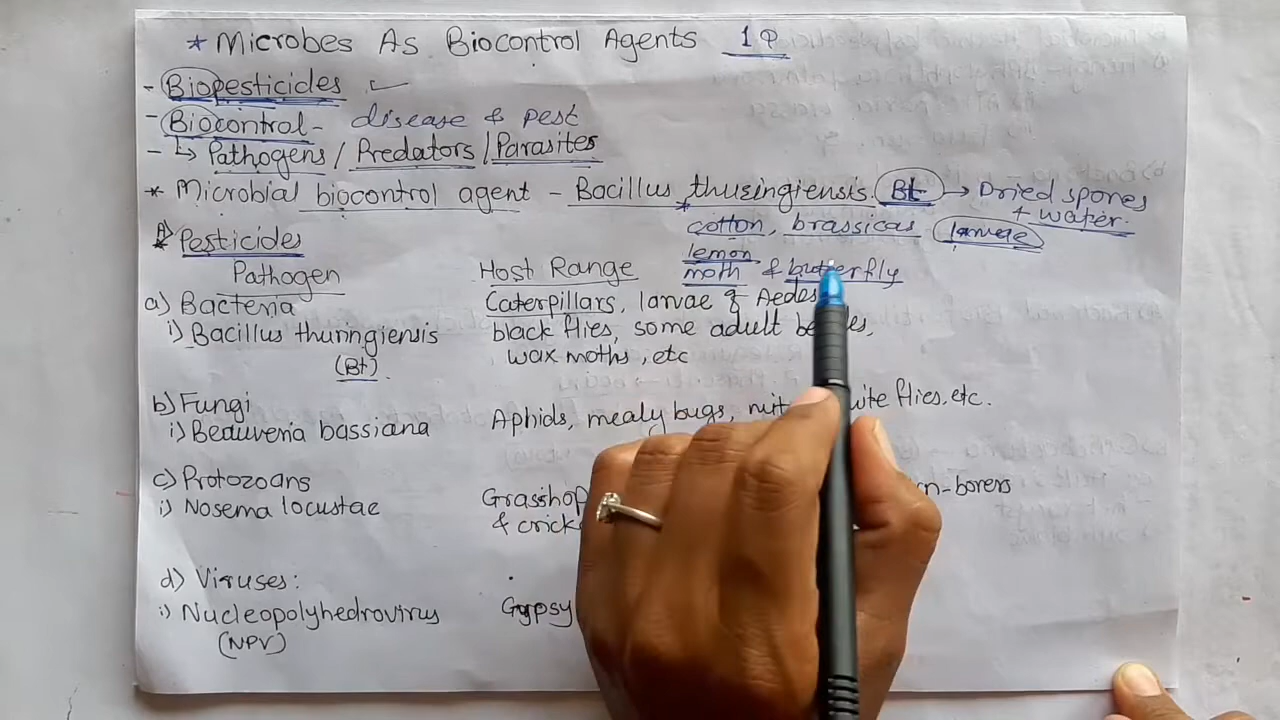 * Microbes As Biocontrol Agents 1Q
- Biopesticides
- Biocontrol - disease & pest
- ↳ Pathogens / Predators / Parasites
* Microbial biocontrol agent - Bacillus thuringiensis. Bt → Dried spores + water.
cotton, brassicas larvae
lemon
moth & butterfly
A) Pesticides
Pathogen Host Range
a) Bacteria Caterpillars, larvae of Aedes
i) Bacillus thuringiensis black flies, some adult
(Bt) wax moths, etc
b) Fungi
i) Beauveria bassiana Aphids, mealy bugs, flies, etc.
c) Protozoans
i) Nosema locustae
&
d) Viruses:
i) Nucleopolyhedrovirus Gypsy
(NPV)